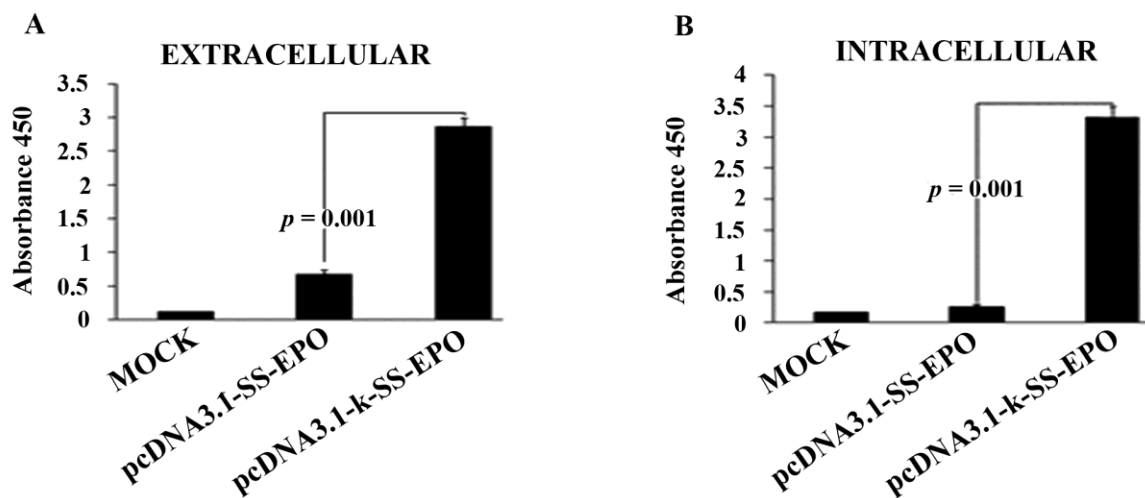 A
EXTRACELLULAR
Absorbance 450
3.5
3
2.5
2
1.5
1
0.5
0
p = 0.001
MOCK
pcDNA3.1-SS-EPO
pcDNA3.1-k-SS-EPO
B
INTRACELLULAR
Absorbance 450
4
3.5
3
2.5
2
1.5
1
0.5
0
p = 0.001
MOCK
pcDNA3.1-SS-EPO
pcDNA3.1-k-SS-EPO